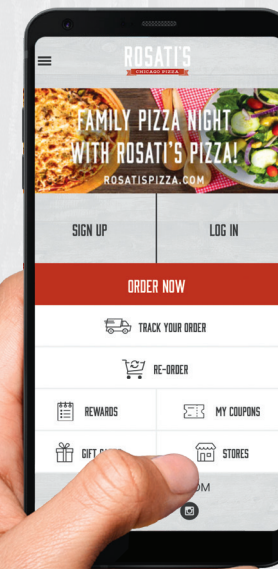 ROSATI'S
CHICAGO PIZZA
FAMILY PIZZA NIGHT
WITH ROSATI'S PIZZA!
ROSATISPIZZA.COM
SIGN UP
LOG IN
ORDER NOW
TRACK YOUR ORDER
RE-ORDER
REWARDS
MY COUPONS
GIFT
STORES